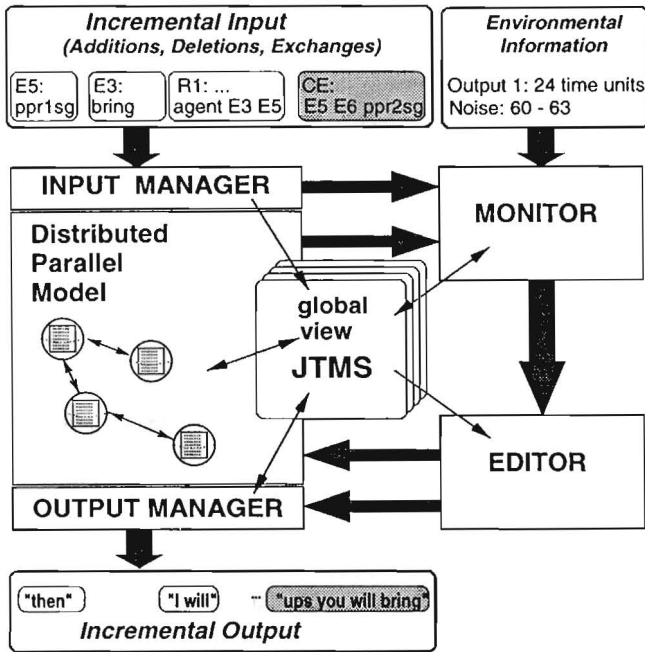 Incremental Input
(Additions, Deletions, Exchanges)
E5:
ppr1sg
E3:
bring
R1: ...
agent E3 E5
CE:
E5 E6 ppr2sg
Environmental
Information
Output 1: 24 time units
Noise: 60 - 63
INPUT MANAGER
MONITOR
Distributed
Parallel
Model
global
view
JTMS
EDITOR
OUTPUT MANAGER
"then"
"I will"
...
"ups you will bring"
Incremental Output